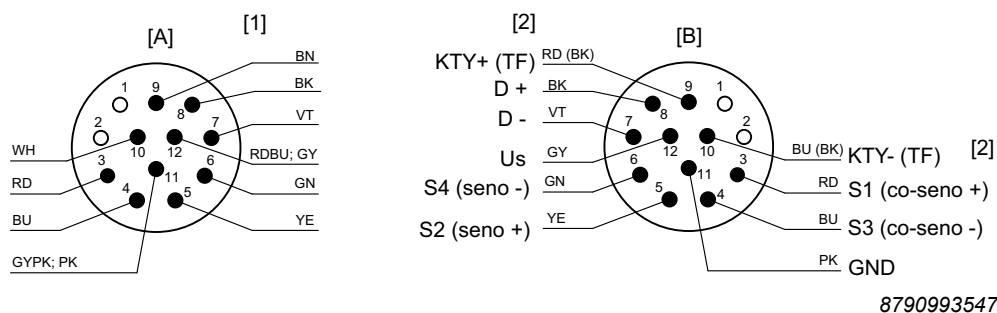 [1]
[A]
BN
BK
VT
RDBU; GY
GN
YE
WH
RD
BU
GYPK; PK
1
9
8
2
7
10
12
3
11
6
4
5
[2]
[B]
KTY+ (TF) RD (BK)
D + BK
D - VT
Us GY
S4 (seno -) GN
S2 (seno +) YE
9
1
8
7
2
12
10
6
11
3
5
4
BU (BK) KTY- (TF) [2]
RD S1 (co-seno +)
BU S3 (co-seno -)
PK GND
8790993547